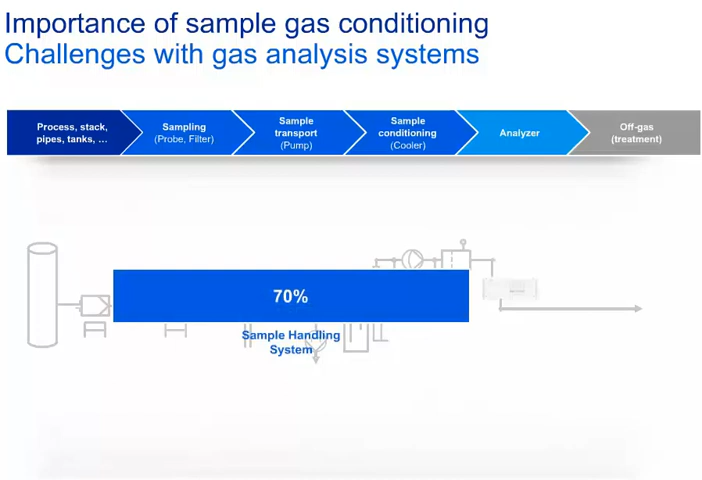 Importance of sample gas conditioning
Challenges with gas analysis systems
Process, stack,
pipes, tanks, ...
Sampling
(Probe, Filter)
Sample
transport
(Pump)
Sample
conditioning
(Cooler)
Analyzer
Off-gas
(treatment)
70%
Sample Handling
System